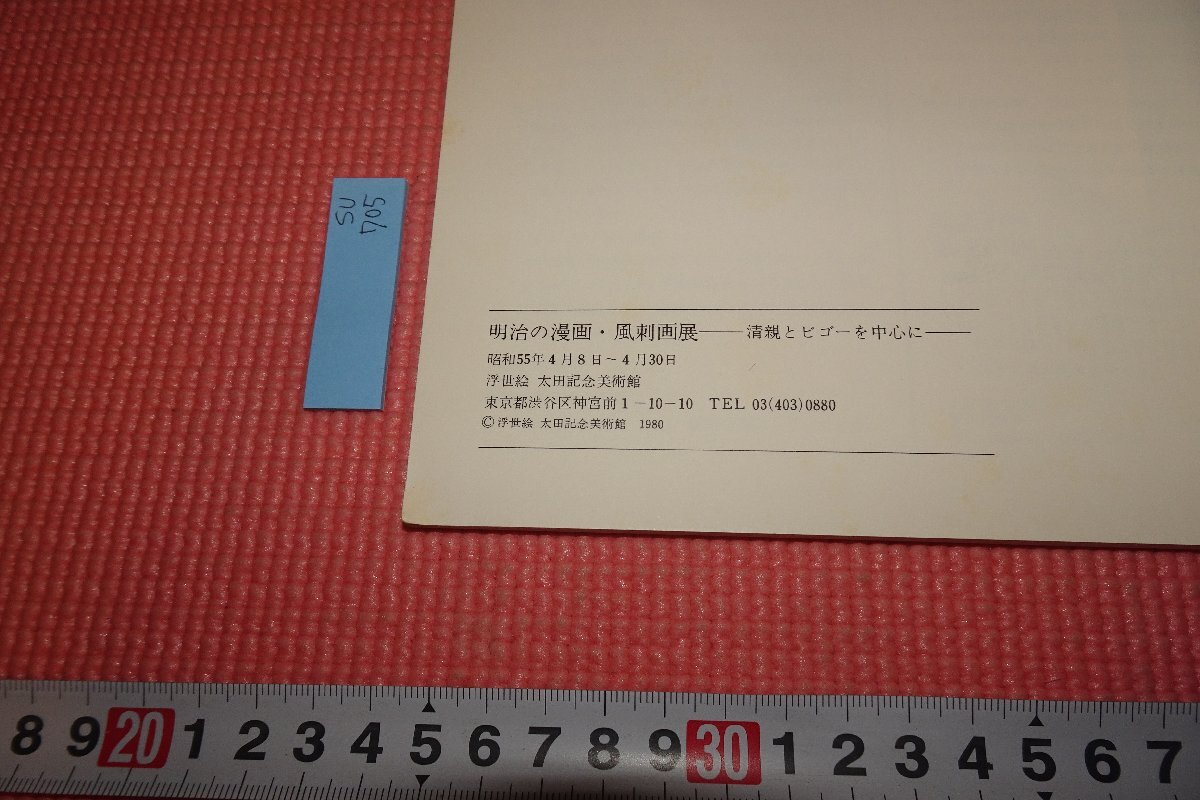 SU
705
明治の漫画・風刺画展――清親とビゴーを中心に――
昭和55年4月8日~4月30日
浮世絵 太田記念美術館
東京都渋谷区神宮前1-10-10 TEL 03(403)0880
©浮世絵 太田記念美術館 1980
8 9 20 1 2 3 4 5 6 7 8 9 30 1 2 3 4 5 6 7